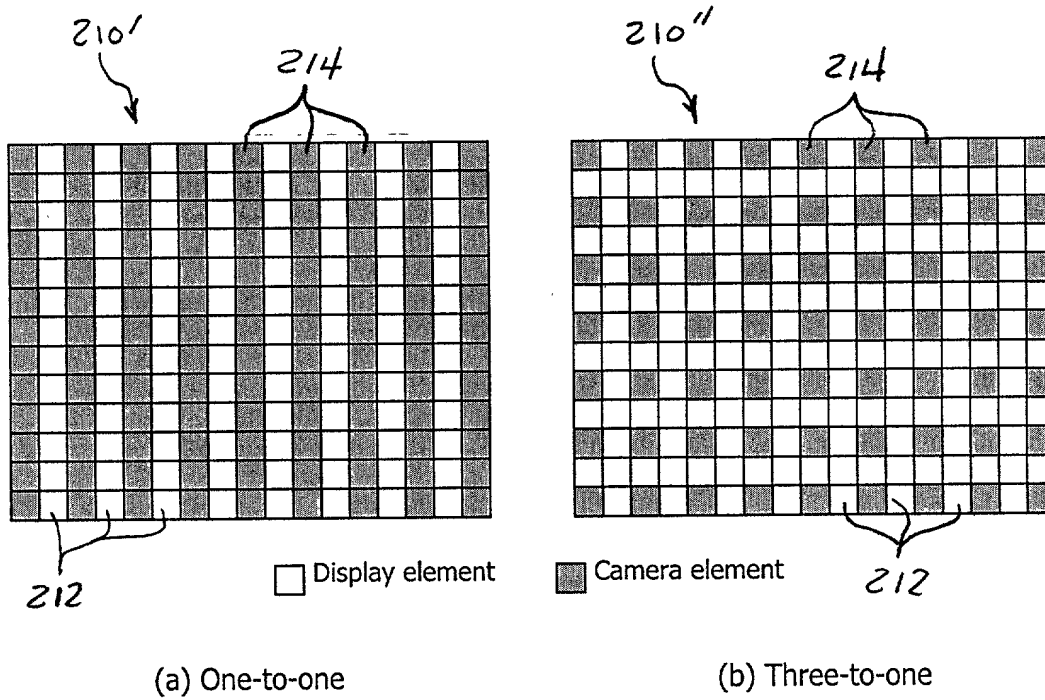 210' 210"
214 214
212 212
Display element Camera element
(a) One-to-one (b) Three-to-one